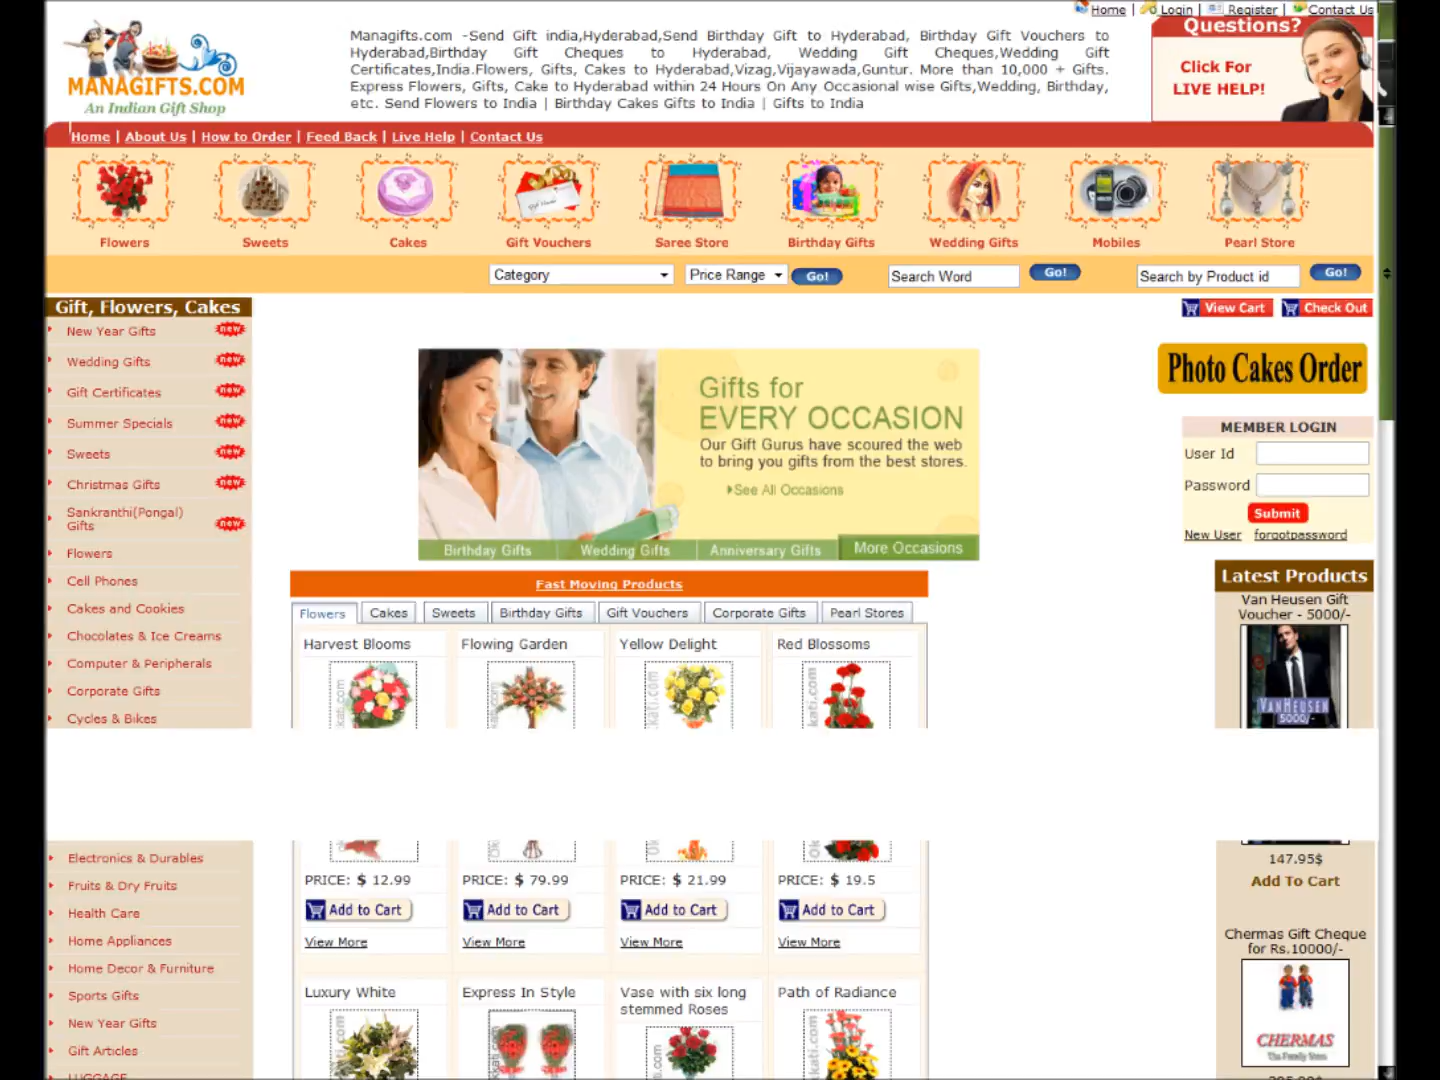 Home | Login | Register | Contact Us
MANAGIFTS.COM
An Indian Gift Shop
Managifts.com -Send Gift india,Hyderabad,Send Birthday Gift to Hyderabad, Birthday Gift Vouchers to
Hyderabad,Birthday Gift Cheques to Hyderabad, Wedding Gift Cheques,Wedding Gift
Certificates,India.Flowers, Gifts, Cakes to Hyderabad,Vizag,Vijayawada,Guntur. More than 10,000 + Gifts.
Express Flowers, Gifts, Cake to Hyderabad within 24 Hours On Any Occasional wise Gifts,Wedding, Birthday,
etc. Send Flowers to India | Birthday Cakes Gifts to India | Gifts to India
Questions?
Click For
LIVE HELP!
Home | About Us | How to Order | Feed Back | Live Help | Contact Us
Flowers Sweets Cakes Gift Vouchers Saree Store Birthday Gifts Wedding Gifts Mobiles Pearl Store
Category Price Range Go! Search Word Go! Search by Product id Go!
Gift, Flowers, Cakes
New Year Gifts new
Wedding Gifts new
Gift Certificates new
Summer Specials new
Sweets new
Christmas Gifts new
Sankranthi(Pongal)
Gifts new
Flowers
Cell Phones
Cakes and Cookies
Chocolates & Ice Creams
Computer & Peripherals
Corporate Gifts
Cycles & Bikes
Electronics & Durables
Fruits & Dry Fruits
Health Care
Home Appliances
Home Decor & Furniture
Sports Gifts
New Year Gifts
Gift Articles
LUGGAGE
Gifts for
EVERY OCCASION
Our Gift Gurus have scoured the web
to bring you gifts from the best stores.
See All Occasions
Birthday Gifts Wedding Gifts Anniversary Gifts More Occasions
Fast Moving Products
Flowers Cakes Sweets Birthday Gifts Gift Vouchers Corporate Gifts Pearl Stores
Harvest Blooms Flowing Garden Yellow Delight Red Blossoms
PRICE: $ 12.99 PRICE: $ 79.99 PRICE: $ 21.99 PRICE: $ 19.5
Add to Cart Add to Cart Add to Cart Add to Cart
View More View More View More View More
Luxury White Express In Style Vase with six long Path of Radiance
stemmed Roses
View Cart Check Out
Photo Cakes Order
MEMBER LOGIN
User Id
Password
Submit
New User forgotpassword
Latest Products
Van Heusen Gift
Voucher - 5000/-
VANHEUSEN
5000/-
147.95$
Add To Cart
Chermas Gift Cheque
for Rs.10000/-
CHERMAS
The Family Store